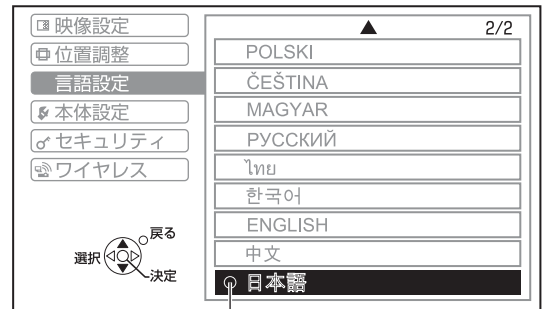 映像設定
位置調整
言語設定
本体設定
セキュリティ
ワイヤレス
戻る
選択
決定
2/2
POLSKI
ČEŠTINA
MAGYAR
РУССКИЙ
ไทย
한국어
ENGLISH
中文
日本語